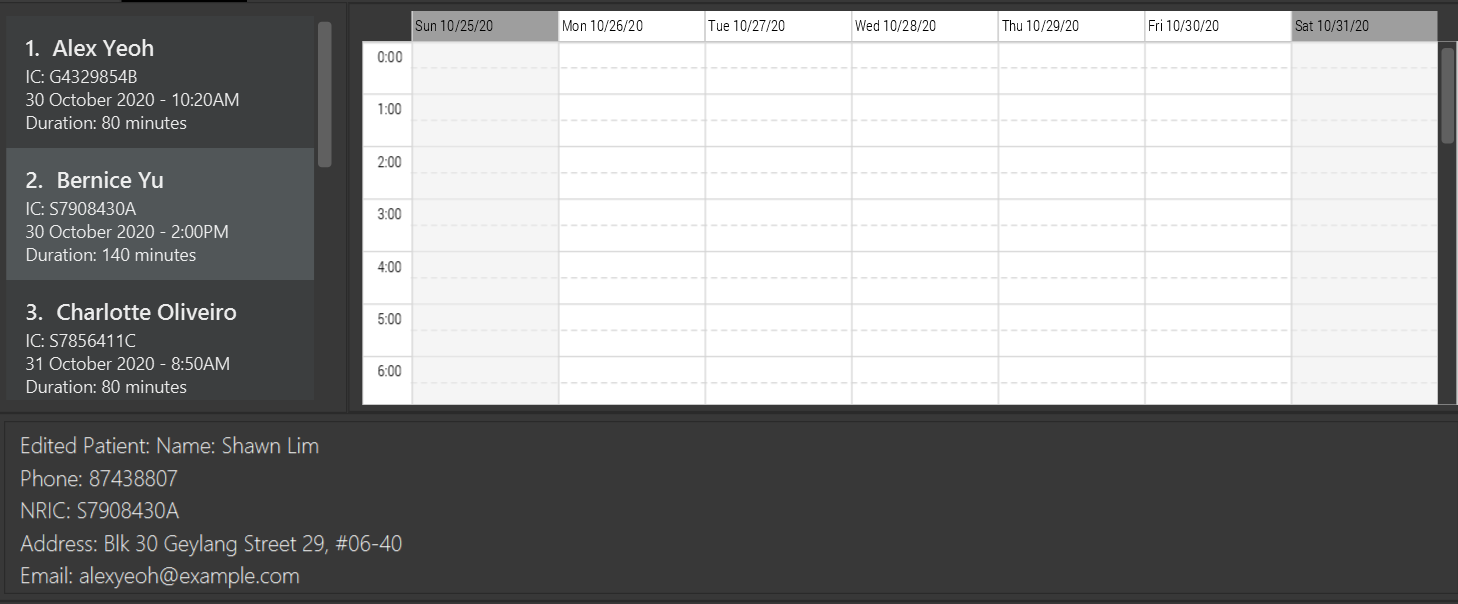 1. Alex Yeoh
IC: G4329854B
30 October 2020 - 10:20AM
Duration: 80 minutes
2. Bernice Yu
IC: S7908430A
30 October 2020 - 2:00PM
Duration: 140 minutes
3. Charlotte Oliveiro
IC: S7856411C
31 October 2020 - 8:50AM
Duration: 80 minutes
Sun 10/25/20 Mon 10/26/20 Tue 10/27/20 Wed 10/28/20 Thu 10/29/20 Fri 10/30/20 Sat 10/31/20
0:00
1:00
2:00
3:00
4:00
5:00
6:00
Edited Patient: Name: Shawn Lim
Phone: 87438807
NRIC: S7908430A
Address: Blk 30 Geylang Street 29, #06-40
Email: alexyeoh@example.com